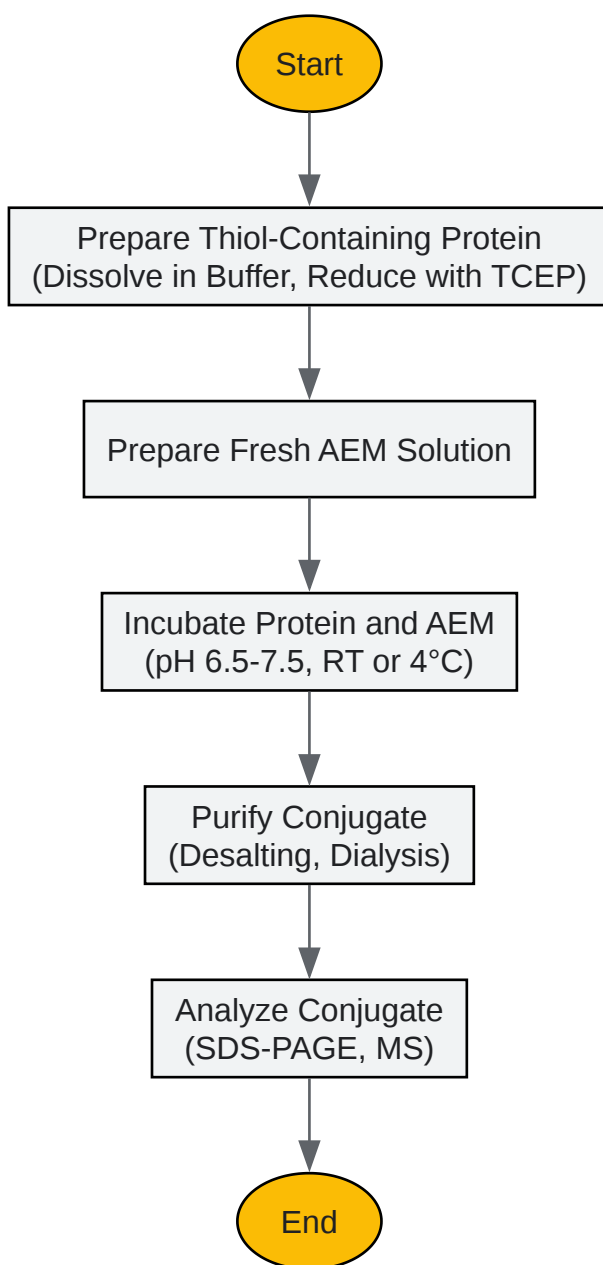 Start
Prepare Thiol-Containing Protein
(Dissolve in Buffer, Reduce with TCEP)
Prepare Fresh AEM Solution
Incubate Protein and AEM
(pH 6.5-7.5, RT or 4°C)
Purify Conjugate
(Desalting, Dialysis)
Analyze Conjugate
(SDS-PAGE, MS)
End